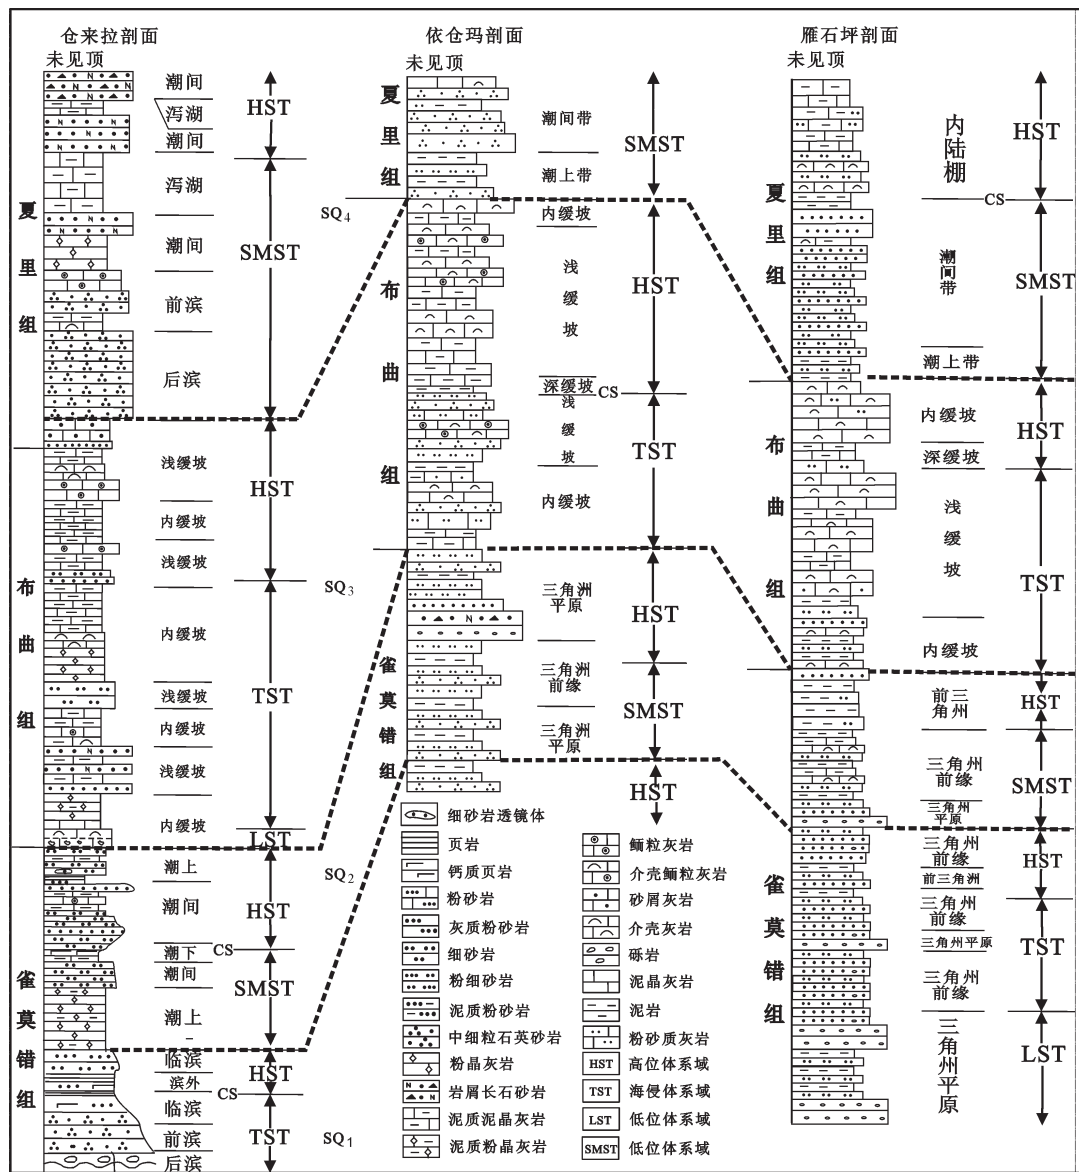 仓来拉剖面
未见顶
夏里组
布曲组
雀莫错组
潮间
泻湖
潮间
泻湖
潮间
前滨
后滨
浅缓坡
内缓坡
浅缓坡
内缓坡
浅缓坡
内缓坡
浅缓坡
内缓坡
潮上
潮间
潮下
潮间
潮上
临滨
滨外
临滨
前滨
后滨
HST
SMST
HST
TST
LST
HST
CS
SMST
HST
CS
TST
SQ4
SQ3
SQ2
SQ1
依仓玛剖面
未见顶
夏里组
布曲组
雀莫错组
潮间带
潮上带
内缓坡
浅缓坡
深缓坡
浅缓坡
内缓坡
三角洲
平原
三角洲
前缘
三角洲
平原
SMST
HST
CS
TST
HST
SMST
HST
雁石坪剖面
未见顶
夏里组
布曲组
雀莫错组
内陆棚
潮间带
潮上带
内缓坡
深缓坡
浅缓坡
内缓坡
前三
角州
三角州
前缘
三角州
平原
三角州
前缘
前三角洲
三角州
前缘
三角州平原
三角州
前缘
三角州平原
HST
CS
SMST
HST
TST
HST
SMST
HST
TST
LST
细砂岩透镜体
页岩
钙质页岩
粉砂岩
灰质粉砂岩
细砂岩
粉细砂岩
泥质粉砂岩
中细粒石英砂岩
粉晶灰岩
岩屑长石砂岩
泥质泥晶灰岩
泥质粉晶灰岩
鲕粒灰岩
介壳鲕粒灰岩
砂屑灰岩
介壳灰岩
砾岩
泥晶灰岩
泥岩
粉砂质灰岩
HST 高位体系域
TST 海侵体系域
LST 低位体系域
SMST 低位体系域